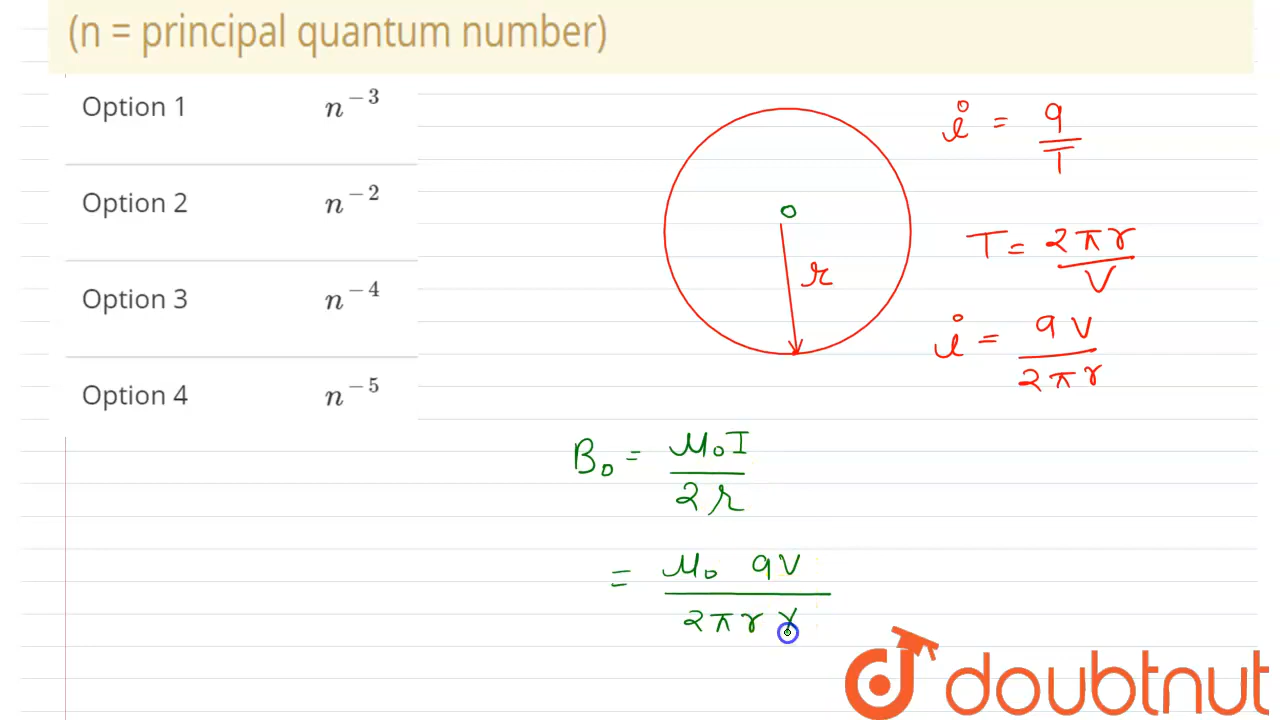 (n = principal quantum number)
Option 1 n⁻³
Option 2 n⁻²
Option 3 n⁻⁴
Option 4 n⁻⁵
o
r
i = q/T
T = 2πr/V
i = qV/2πr
B₀ = μ₀I/2r
= μ₀ qV/2πr r
doubtnut